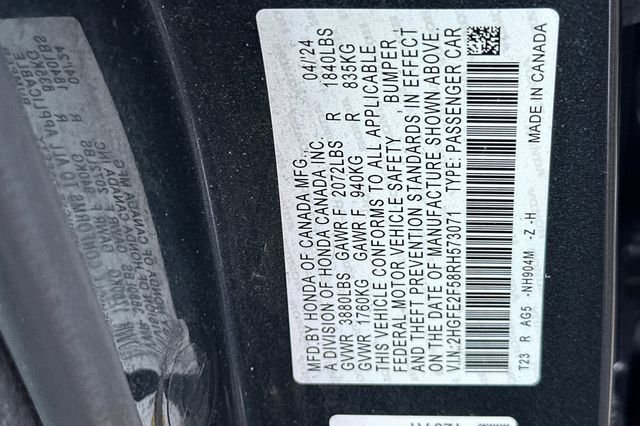 MFD.BY HONDA OF CANADA MFG., 04/'24
A DIVISION OF HONDA CANADA INC.
GVWR 3880LBS GAWR F 2072LBS R 1840LBS
GVWR 1760KG GAWR F 940KG R 835KG
THIS VEHICLE CONFORMS TO ALL APPLICABLE
FEDERAL MOTOR VEHICLE SAFETY , BUMPER,
AND THEFT PREVENTION STANDARDS IN EFFECT
ON THE DATE OF MANUFACTURE SHOWN ABOVE.
V.I.N.:2HGFE2F58RH573071 TYPE: PASSENGER CAR
T23 R AG5 -NH904M -Z -H MADE IN CANADA